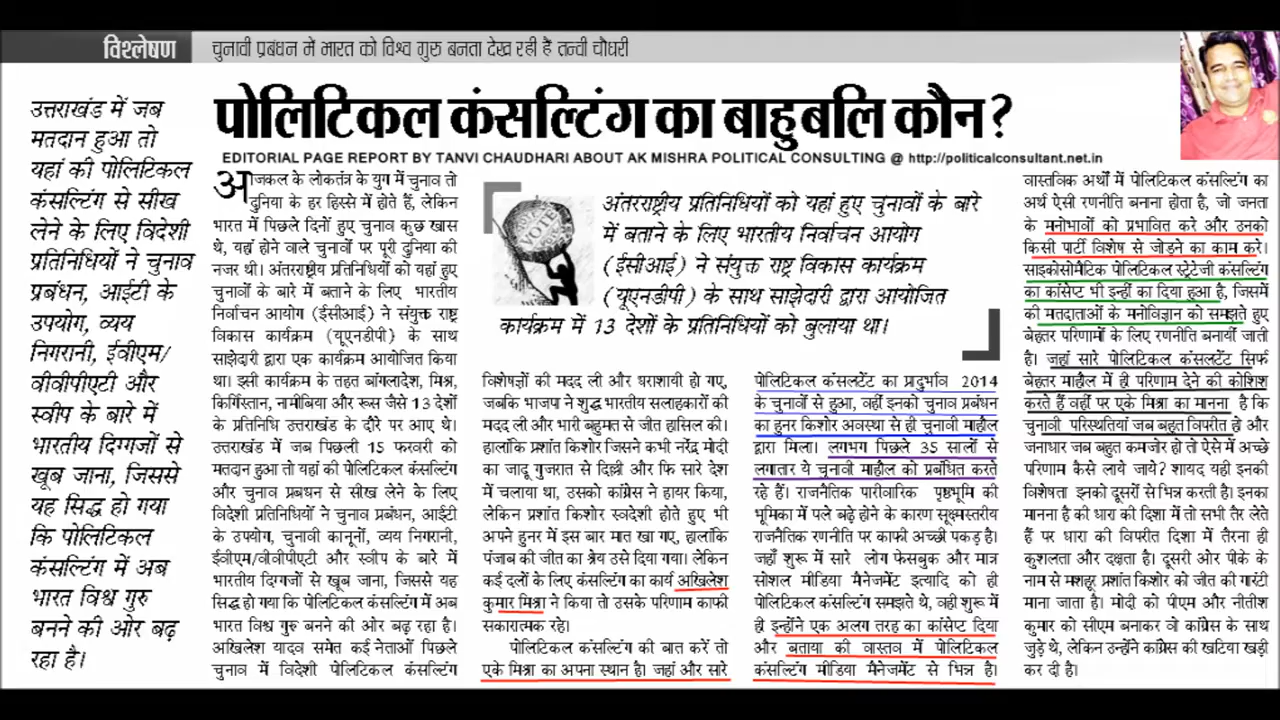 विश्लेषण
चुनावी प्रबंधन में भारत को विश्व गुरु बनता देख रही हैं तन्वी चौधरी
पोलिटिकल कंसल्टिंग का बाहुबलि कौन?
EDITORIAL PAGE REPORT BY TANVI CHAUDHARI ABOUT AK MISHRA POLITICAL CONSULTING @ http://politicalconsultant.net.in
उत्तराखंड में जब
मतदान हुआ तो
यहां की पोलिटिकल
कंसल्टिंग से सीख
लेने के लिए विदेशी
प्रतिनिधियों ने चुनाव
प्रबंधन, आईटी के
उपयोग, व्यय
निगरानी, ईवीएम/
वीवीपीएटी और
स्वीप के बारे में
भारतीय दिग्गजों से
खूब जाना, जिससे
यह सिद्ध हो गया
कि पोलिटिकल
कंसल्टिंग में अब
भारत विश्व गुरु
बनने की ओर बढ़
रहा है।
आजकल के लोकतंत्र के युग में चुनाव तो
दुनिया के हर हिस्से में होते हैं, लेकिन
भारत में पिछले दिनों हुए चुनाव कुछ खास
थे, यहां होने वाले चुनावों पर पूरी दुनिया की
नजर थी। अंतरराष्ट्रीय प्रतिनिधियों को यहां हुए
चुनावों के बारे में बताने के लिए भारतीय
निर्वाचन आयोग (ईसीआई) ने संयुक्त राष्ट्र
विकास कार्यक्रम (यूएनडीपी) के साथ
साझेदारी द्वारा एक कार्यक्रम आयोजित किया
था। इसी कार्यक्रम के तहत बांगलादेश, मिश्र,
किर्गिस्तान, नामीबिया और रूस जैसे 13 देशों
के प्रतिनिधि उत्तराखंड के दौरे पर आए थे।
उत्तराखंड में जब पिछली 15 फरवरी को
मतदान हुआ तो यहां की पोलिटिकल कंसल्टिंग
और चुनाव प्रबधन से सीख लेने के लिए
विदेशी प्रतिनिधियों ने चुनाव प्रबंधन, आईटी
के उपयोग, चुनावी कानूनों, व्यय निगरानी,
ईवीएम/वीवीपीएटी और स्वीप के बारे में
भारतीय दिग्गजों से खूब जाना, जिससे यह
सिद्ध हो गया कि पोलिटिकल कंसल्टिंग में अब
भारत विश्व गुरु बनने की ओर बढ़ रहा है।
अखिलेश यादव समेत कई नेताओं पिछले
चुनाव में विदेशी पोलिटिकल कंसल्टिंग
VOTE
अंतरराष्ट्रीय प्रतिनिधियों को यहां हुए चुनावों के बारे
में बताने के लिए भारतीय निर्वाचन आयोग
(ईसीआई) ने संयुक्त राष्ट्र विकास कार्यक्रम
(यूएनडीपी) के साथ साझेदारी द्वारा आयोजित
कार्यक्रम में 13 देशों के प्रतिनिधियों को बुलाया था।
विशेषज्ञों की मदद ली और धराशायी हो गए,
जबकि भाजपा ने शुद्ध भारतीय सलाहकारों की
मदद ली और भारी बहुमत से जीत हासिल की।
हालांकि प्रशांत किशोर जिसने कभी नरेंद्र मोदी
का जादू गुजरात से दिल्ली और फि सारे देश
में चलाया था, उसको कांग्रेस ने हायर किया,
लेकिन प्रशांत किशोर स्वदेशी होते हुए भी
अपने हुनर में इस बार मात खा गए, हालांकि
पंजाब की जीत का श्रेय उसे दिया गया। लेकिन
कई दलों के लिए कंसल्टिंग का कार्य अखिलेश
कुमार मिश्रा ने किया तो उसके परिणाम काफी
सकारात्मक रहे।
पोलिटिकल कंसल्टिंग की बात करें तो
एके मिश्रा का अपना स्थान है। जहां और सारे
पोलिटिकल कंसलटेंट का प्रादुर्भाव 2014
के चुनावों से हुआ, वहीं इनको चुनाव प्रबंधन
का हुनर किशोर अवस्था से ही चुनावी माहौल
द्वारा मिला। लगभग पिछले 35 सालों से
लगातार ये चुनावी माहौल को प्रबंधित करते
रहे हैं। राजनैतिक पारीवारिक पृष्ठभूमि की
भूमिका में पले बढ़े होने के कारण सूक्ष्मस्तरीय
राजनैतिक रणनीति पर काफी अच्छी पकड़ है।
जहाँ शुरू में सारे लोग फेसबुक और मात्र
सोशल मीडिया मैनेजमेंट इत्यादि को ही
पोलिटिकल कंसल्टिंग समझते थे, वही शुरू में
ही इन्होंने एक अलग तरह का कांसेप्ट दिया
और बताया की वास्तव में पोलिटिकल
कंसल्टिंग मीडिया मैनेजमेंट से भिन्न है।
वास्तविक अर्थों में पोलिटिकल कंसल्टिंग का
अर्थ ऐसी रणनीति बनाना होता है, जो जनता
के मनोभावों को प्रभावित करे और उनको
किसी पार्टी विशेष से जोड़ने का काम करे।
साइकोसोमैटिक पोलिटिकल स्ट्रेटेजी कंसल्टिंग
का कांसेप्ट भी इन्हीं का दिया हुआ है, जिसमें
की मतदाताओं के मनोविज्ञान को समझते हुए
बेहतर परिणामों के लिए रणनीति बनायीं जाती
है। जहां सारे पोलिटिकल कंसलटेंट सिर्फ
बेहतर माहौल में ही परिणाम देने की कोशिश
करते हैं वहीं पर एके मिश्रा का मानना है कि
चुनावी परिस्थितियाँ जब बहुत विपरीत हो और
जनाधार जब बहुत कमजोर हो तो ऐसे में अच्छे
परिणाम कैसे लाये जाये? शायद यही इनकी
विशेषता इनको दूसरों से भिन्न करती है। इनका
मानना है की धारा की दिशा में तो सभी तैर लेते
हैं पर धारा की विपरीत दिशा में तैरना ही
कुशलता और दक्षता है। दूसरी ओर पीके के
नाम से मशहूर प्रशांत किशोर को जीत की गारंटी
माना जाता है। मोदी को पीएम और नीतीश
कुमार को सीएम बनाकर वो कांग्रेस के साथ
जुड़े थे, लेकिन उन्होंने कांग्रेस की खटिया खड़ी
कर दी है।